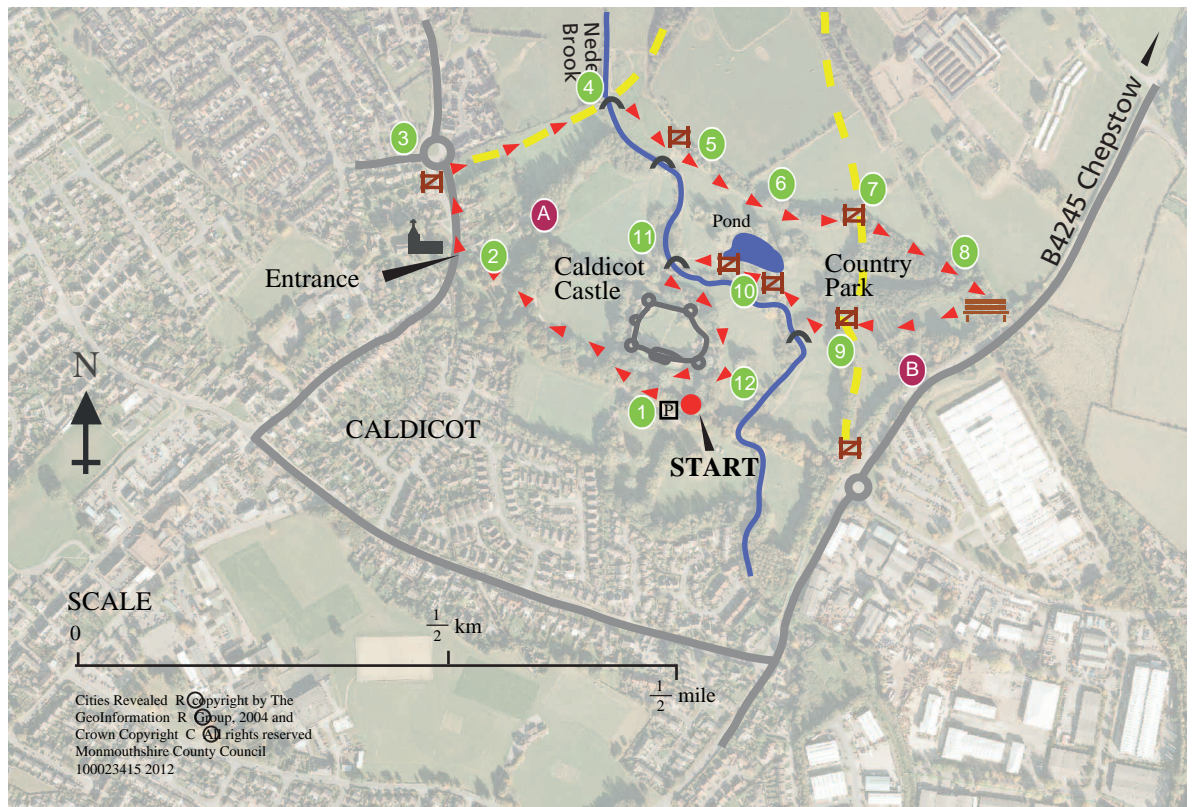 Nede
Brook
4
3
5
6
7
A
11
Pond
2
8
Entrance
Caldicot
Castle
10
Country
Park
B4245 Chepstow
9
B
12
1
P
START
N
CALDICOT
SCALE
0
1
2
km
1
2
mile
Cities Revealed R copyright by The
GeoInformation R Group, 2004 and
Crown Copyright C All rights reserved
Monmouthshire County Council
100023415 2012